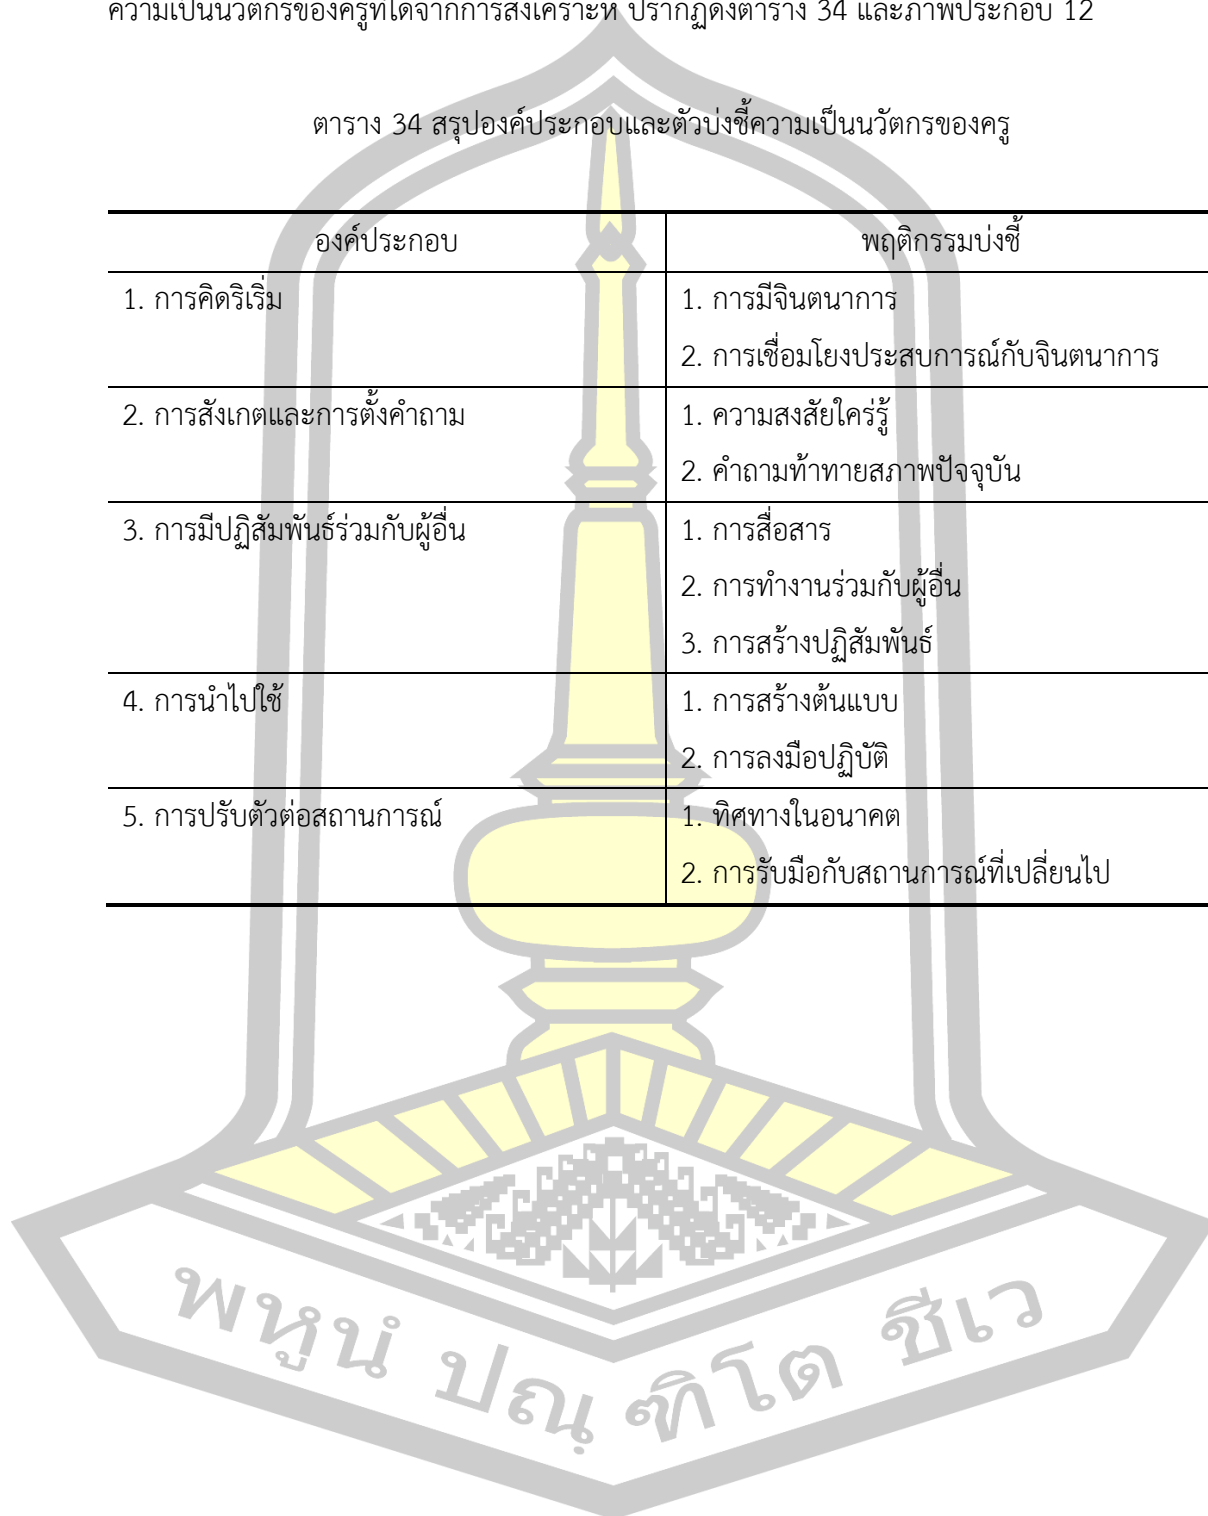 ความเป็นนวัตกรของครูที่ได้จากการสังเคราะห์ ปรากฏดังตาราง 34 และภาพประกอบ 12
ตาราง 34 สรุปองค์ประกอบและตัวบ่งชี้ความเป็นนวัตกรของครู
องค์ประกอบ พฤติกรรมบ่งชี้
1. การคิดริเริ่ม 1. การมีจินตนาการ
2. การเชื่อมโยงประสบการณ์กับจินตนาการ
2. การสังเกตและการตั้งคำถาม 1. ความสงสัยใคร่รู้
2. คำถามท้าทายสภาพปัจจุบัน
3. การมีปฏิสัมพันธ์ร่วมกับผู้อื่น 1. การสื่อสาร
2. การทำงานร่วมกับผู้อื่น
3. การสร้างปฏิสัมพันธ์
4. การนำไปใช้ 1. การสร้างต้นแบบ
2. การลงมือปฏิบัติ
5. การปรับตัวต่อสถานการณ์ 1. ทิศทางในอนาคต
2. การรับมือกับสถานการณ์ที่เปลี่ยนไป
พหูนํ ปณฺฑิโต ชีเว